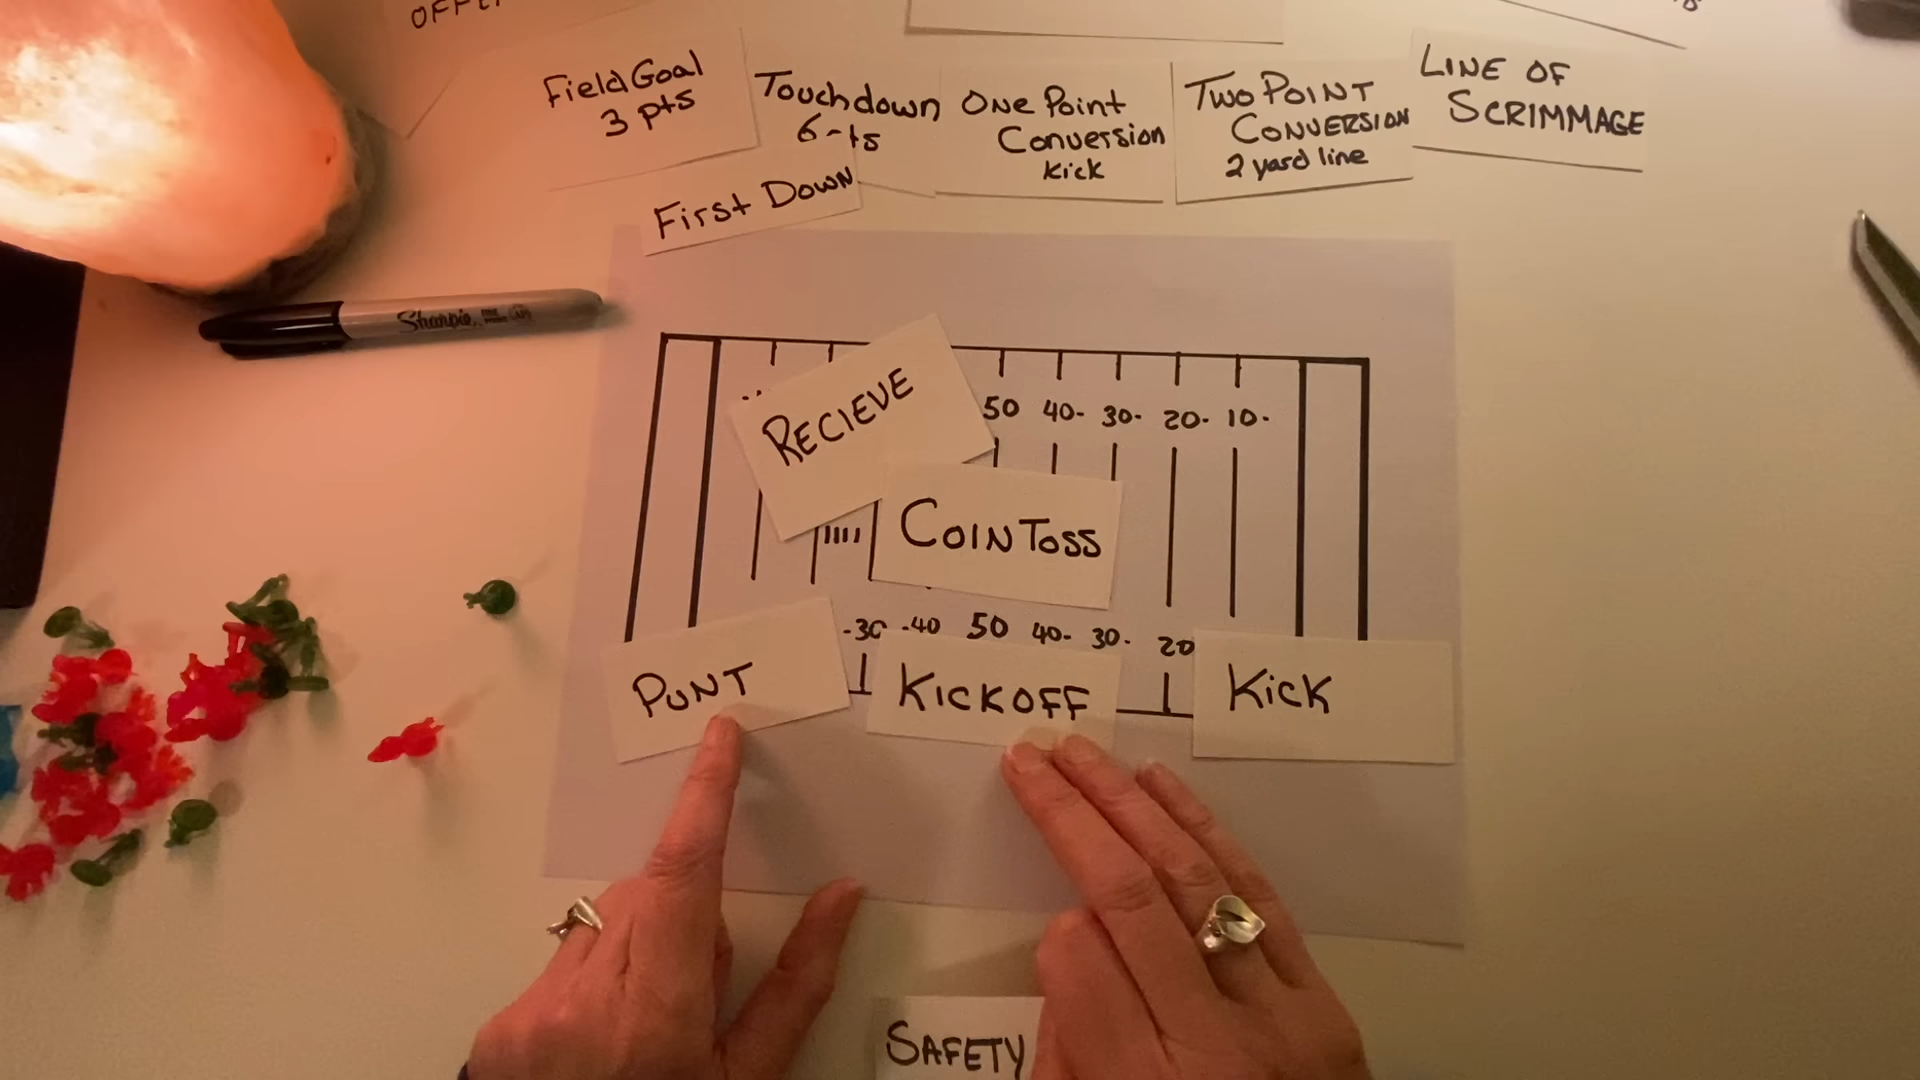 Field Goal
3 pts
Touchdown
6
One Point
Conversion
Kick
Two Point
Conversion
2 yard line
Line of
Scrimmage
First Down
Sharpie
Recieve
50 40- 30- 20- 10-
Coin Toss
-30 -40 50 40- 30- 20
Punt
Kickoff
Kick
Safety